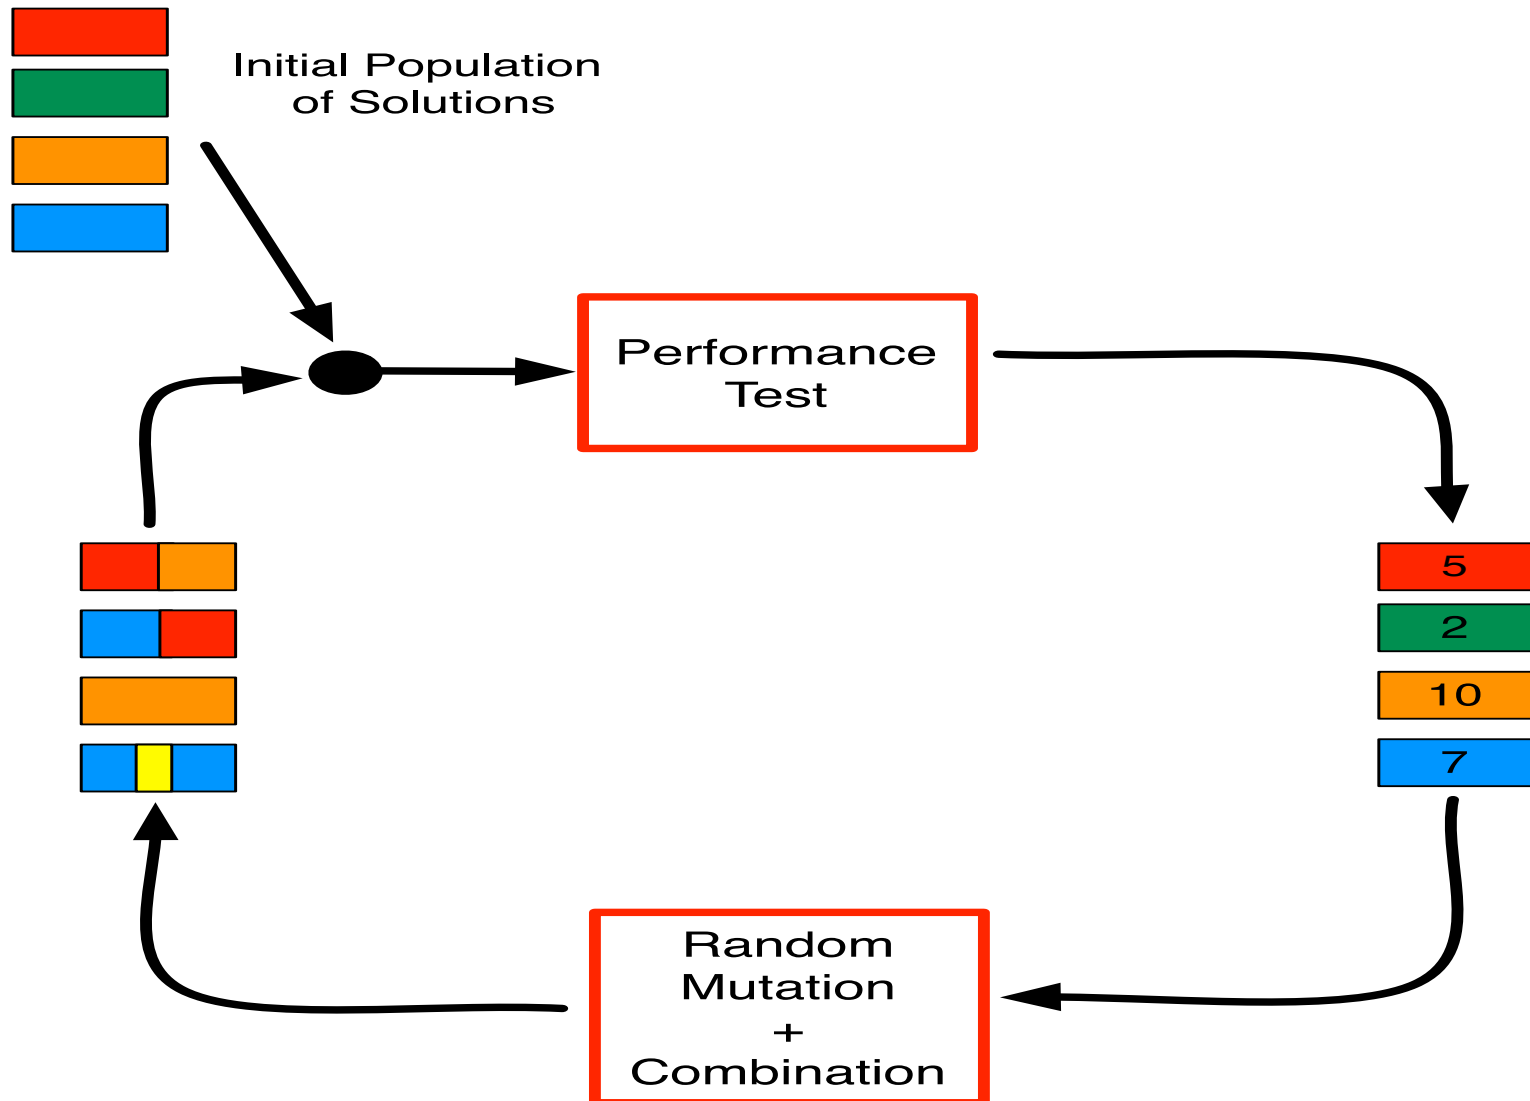 Initial Population
of Solutions
Performance
Test
5
2
10
7
Random
Mutation
+
Combination